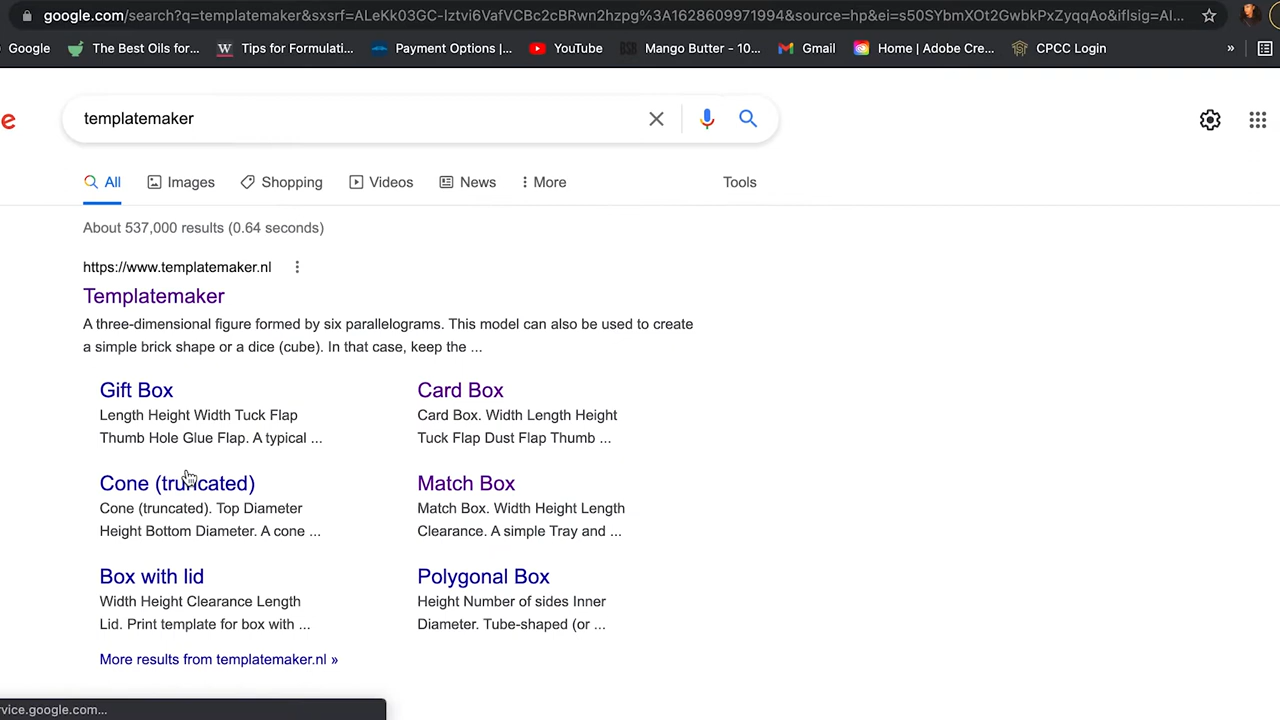 google.com/search?q=templatemaker&sxsrf=ALeKk03GC-Iztvi6VafVCBc2cBRwn2hzpg%3A1628609971994&source=hp&ei=s50SYbmXOt2GwbkPxZyqqAo&iflsig=Al...
Google The Best Oils for... Tips for Formulati... Payment Options |... YouTube Mango Butter - 10... Gmail Home | Adobe Cre... CPCC Login »
e templatemaker
All Images Shopping Videos News More Tools
About 537,000 results (0.64 seconds)
https://www.templatemaker.nl
Templatemaker
A three-dimensional figure formed by six parallelograms. This model can also be used to create
a simple brick shape or a dice (cube). In that case, keep the ...
Gift Box
Length Height Width Tuck Flap
Thumb Hole Glue Flap. A typical ...
Card Box
Card Box. Width Length Height
Tuck Flap Dust Flap Thumb ...
Cone (truncated)
Cone (truncated). Top Diameter
Height Bottom Diameter. A cone ...
Match Box
Match Box. Width Height Length
Clearance. A simple Tray and ...
Box with lid
Width Height Clearance Length
Lid. Print template for box with ...
Polygonal Box
Height Number of sides Inner
Diameter. Tube-shaped (or ...
More results from templatemaker.nl »
rvice.google.com...